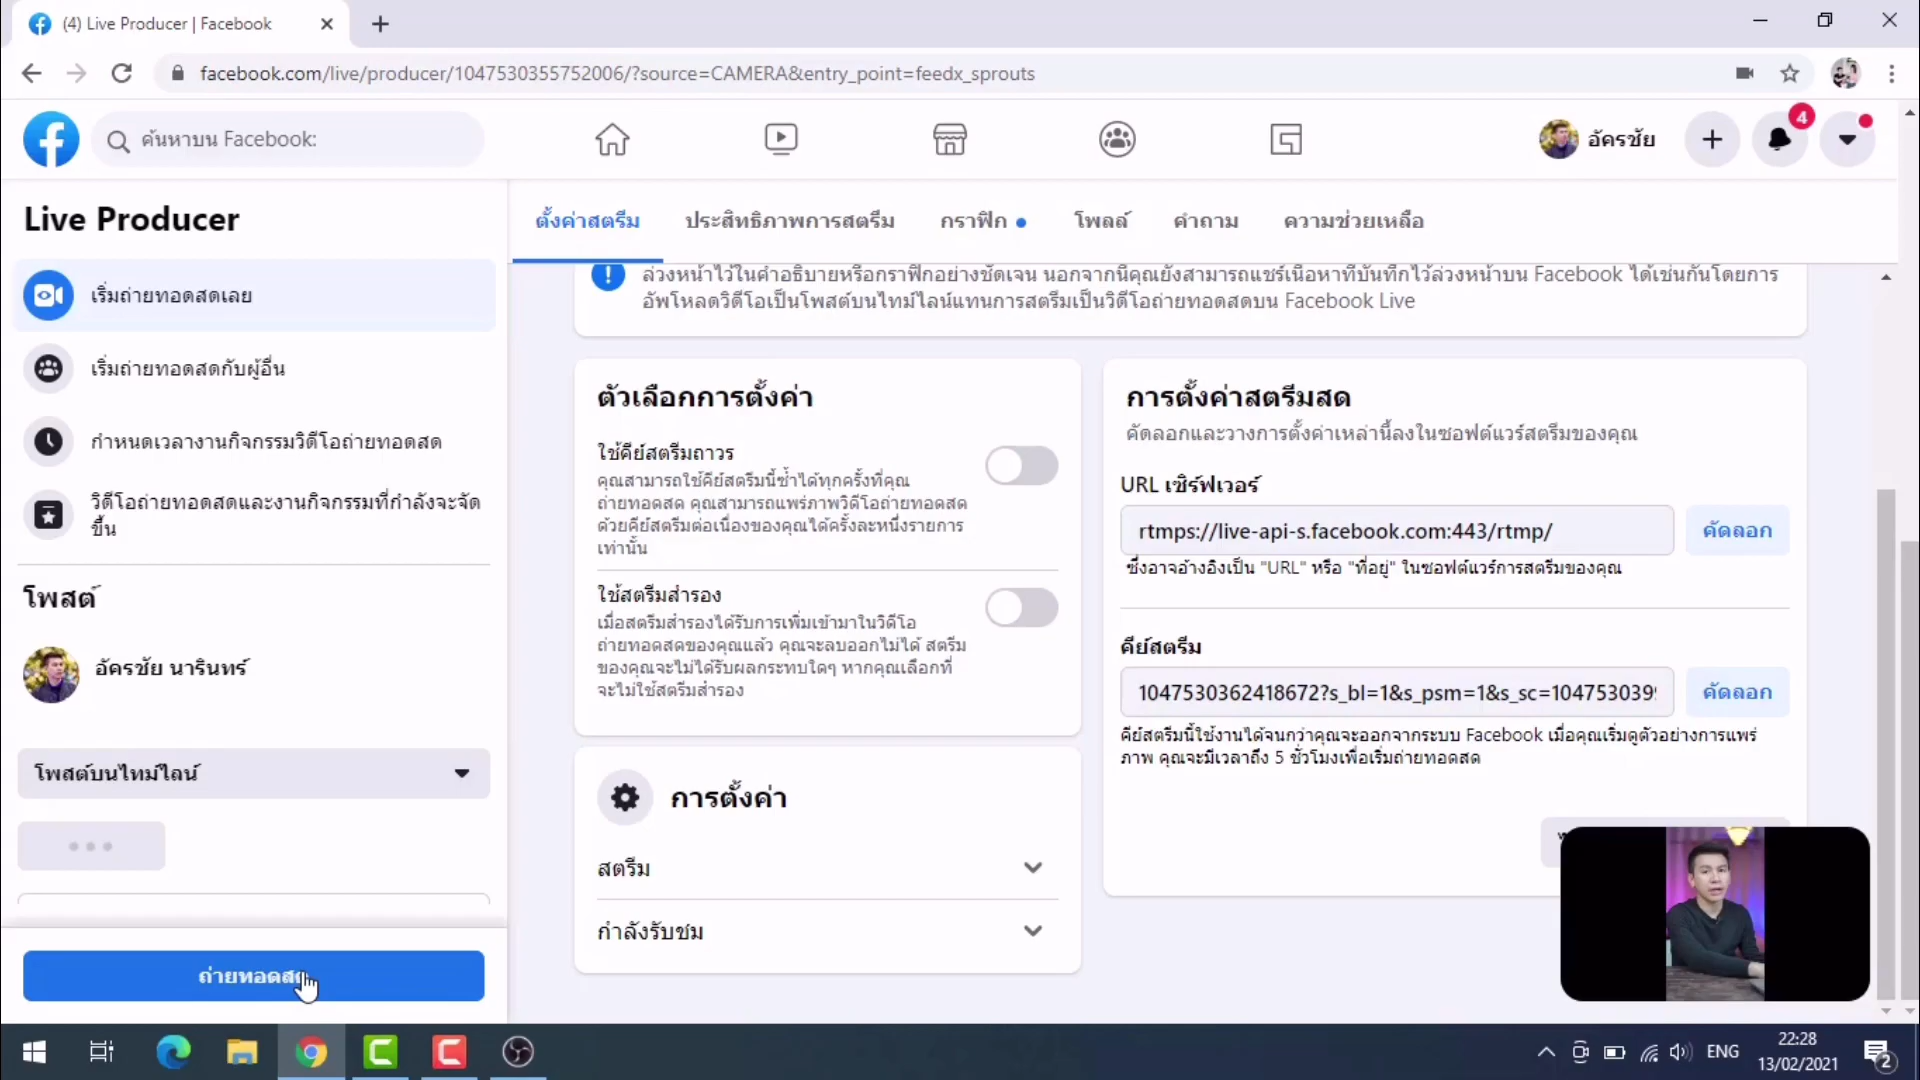 (4) Live Producer | Facebook
facebook.com/live/producer/1047530355752006/?source=CAMERA&entry_point=feedx_sprouts
ค้นหาบน Facebook:
อัครชัย
4
Live Producer
เริ่มถ่ายทอดสดเลย
เริ่มถ่ายทอดสดกับผู้อื่น
กำหนดเวลางานกิจกรรมวิดีโอถ่ายทอดสด
วิดีโอถ่ายทอดสดและงานกิจกรรมที่กำลังจะจัด
ขึ้น
โพสต์
อัครชัย นารินทร์
โพสต์บนไทม์ไลน์
ถ่ายทอดสด
ตั้งค่าสตรีม
ประสิทธิภาพการสตรีม
กราฟิก
โพลล์
คำถาม
ความช่วยเหลือ
ล่วงหน้าไว้ในคำอธิบายหรือกราฟิกอย่างชัดเจน นอกจากนี้คุณยังสามารถแชร์เนื้อหาที่บันทึกไว้ล่วงหน้าบน Facebook ได้เช่นกันโดยการ
อัพโหลดวิดีโอเป็นโพสต์บนไทม์ไลน์แทนการสตรีมเป็นวิดีโอถ่ายทอดสดบน Facebook Live
ตัวเลือกการตั้งค่า
ใช้คีย์สตรีมถาวร
คุณสามารถใช้คีย์สตรีมนี้ซ้ำได้ทุกครั้งที่คุณ
ถ่ายทอดสด คุณสามารถแพร่ภาพวิดีโอถ่ายทอดสด
ด้วยคีย์สตรีมต่อเนื่องของคุณได้ครั้งละหนึ่งรายการ
เท่านั้น
ใช้สตรีมสำรอง
เมื่อสตรีมสำรองได้รับการเพิ่มเข้ามาในวิดีโอ
ถ่ายทอดสดของคุณแล้ว คุณจะลบออกไม่ได้ สตรีม
ของคุณจะไม่ได้รับผลกระทบใดๆ หากคุณเลือกที่
จะไม่ใช้สตรีมสำรอง
การตั้งค่า
สตรีม
กำลังรับชม
การตั้งค่าสตรีมสด
คัดลอกและวางการตั้งค่าเหล่านี้ลงในซอฟต์แวร์สตรีมของคุณ
URL เซิร์ฟเวอร์
rtmps://live-api-s.facebook.com:443/rtmp/
คัดลอก
ซึ่งอาจอ้างอิงเป็น "URL" หรือ "ที่อยู่" ในซอฟต์แวร์การสตรีมของคุณ
คีย์สตรีม
1047530362418672?s_bl=1&s_psm=1&s_sc=104753039
คัดลอก
คีย์สตรีมนี้ใช้งานได้จนกว่าคุณจะออกจากระบบ Facebook เมื่อคุณเริ่มดูตัวอย่างการแพร่
ภาพ คุณจะมีเวลาถึง 5 ชั่วโมงเพื่อเริ่มถ่ายทอดสด
ENG
22:28
13/02/2021
2